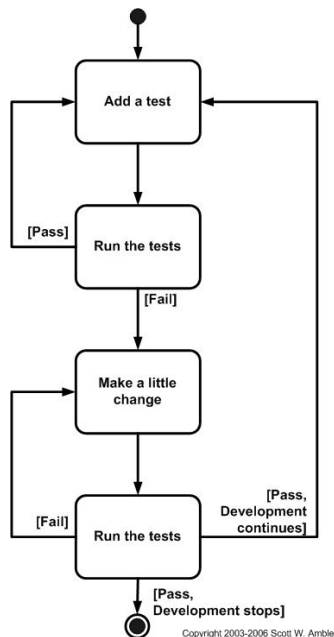 Add a test
[Pass]
Run the tests
[Fail]
Make a little
change
[Fail]
Run the tests
[Pass,
Development
continues]
[Pass,
Development stops]
Copyright 2003-2006 Scott W. Amble